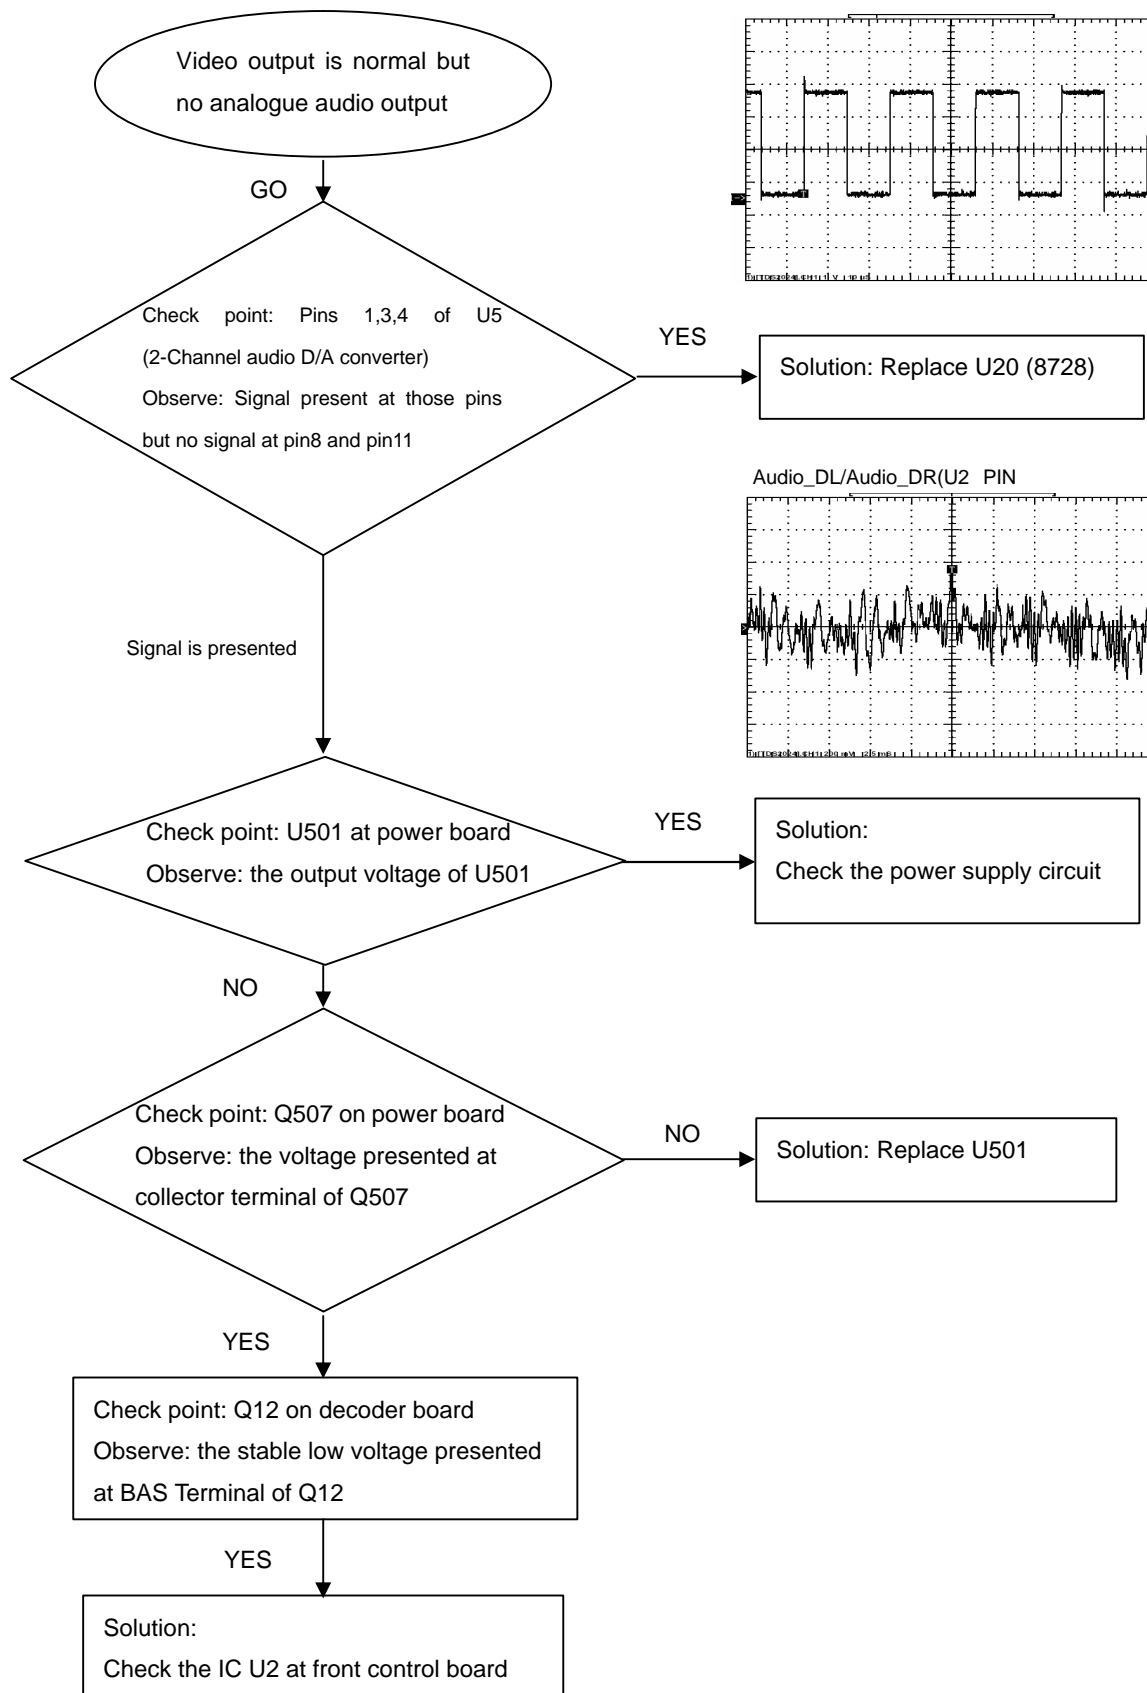 Video output is normal but
no analogue audio output
GO
Check point: Pins 1,3,4 of U5
(2-Channel audio D/A converter)
Observe: Signal present at those pins
but no signal at pin8 and pin11
YES
Solution: Replace U20 (8728)
Audio_DL/Audio_DR(U2 PIN
Signal is presented
Check point: U501 at power board
Observe: the output voltage of U501
YES
Solution:
Check the power supply circuit
NO
Check point: Q507 on power board
Observe: the voltage presented at
collector terminal of Q507
NO
Solution: Replace U501
YES
Check point: Q12 on decoder board
Observe: the stable low voltage presented
at BAS Terminal of Q12
YES
Solution:
Check the IC U2 at front control board